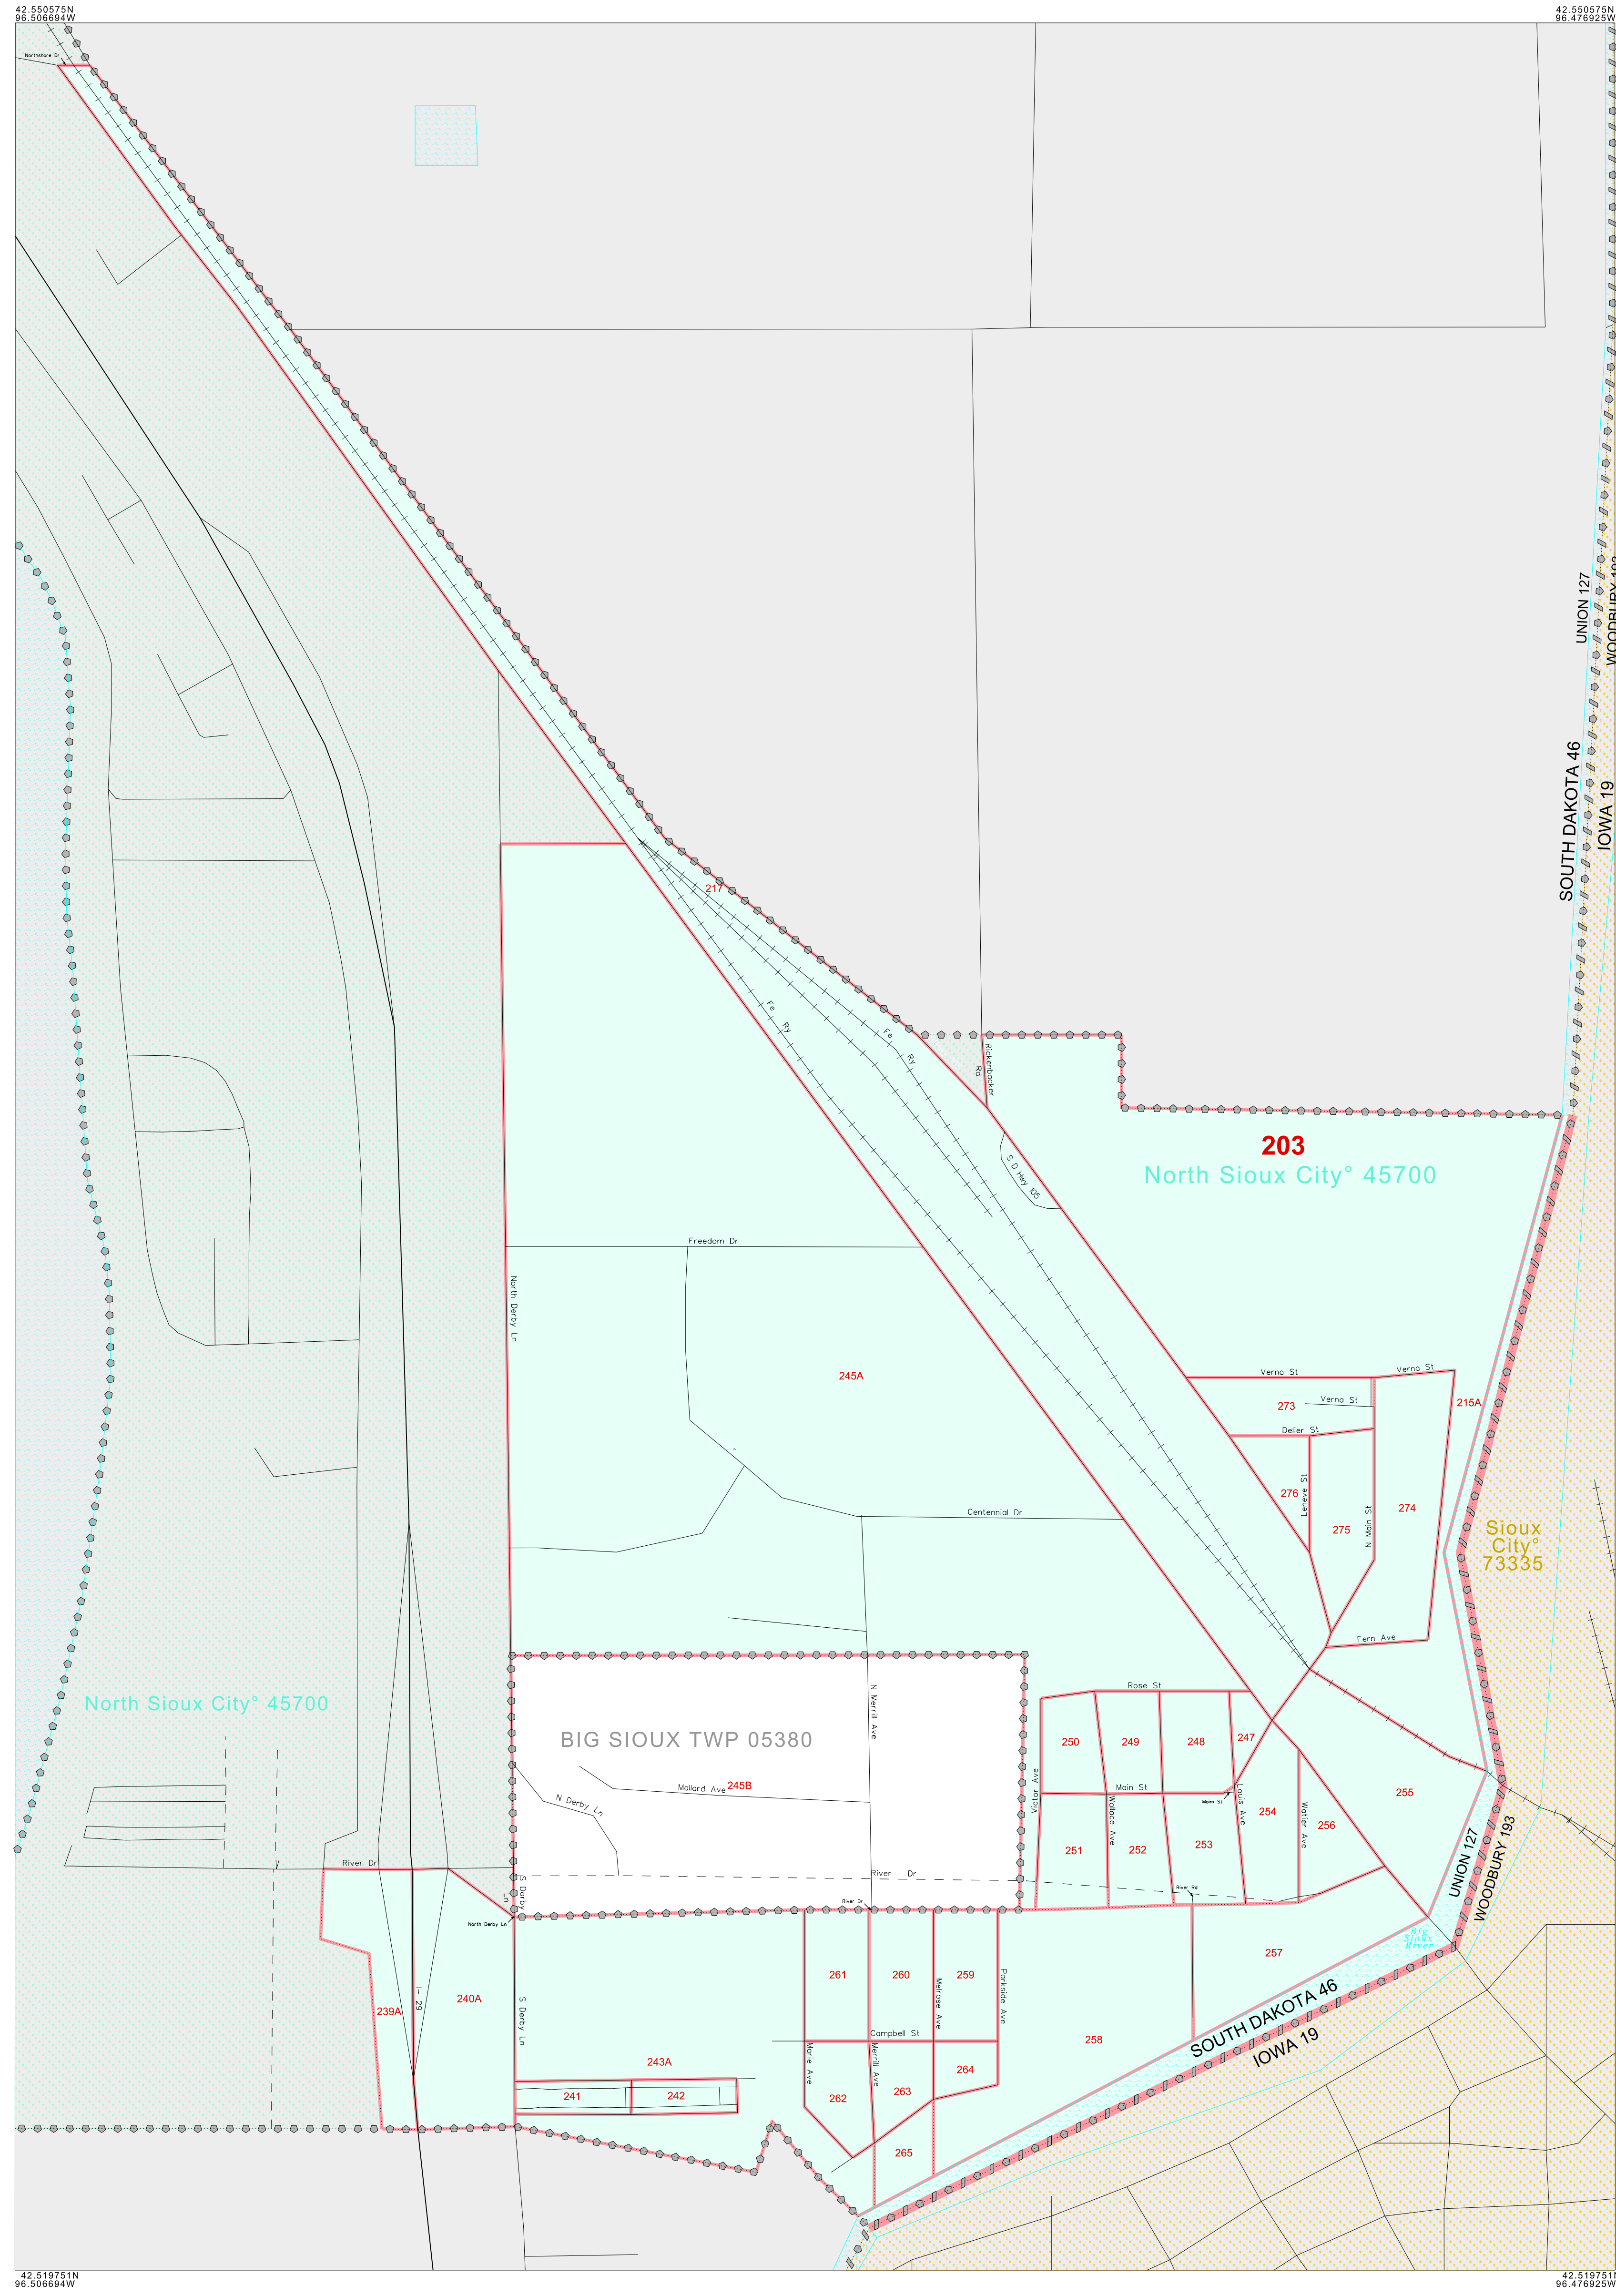 42.550575N
96.506694W
42.550575N
96.476925W
Northshore Dr
UNION 127
WOODBURY 193
SOUTH DAKOTA 46
IOWA 19
217
Fe Ry
Fe Ry
Rickenbacker
Rd
203
North Sioux City° 45700
S D Hwy 105
Freedom Dr
North Derby Ln
245A
Verna St
Verna St
Verna St
273
215A
Delier St
276
Leneve St
275
N Main St
274
Centennial Dr
Sioux
City°
73335
Fern Ave
North Sioux City° 45700
BIG SIOUX TWP 05380
N Merrill Ave
Mallard Ave
245B
N Derby Ln
Rose St
250
249
248
247
Victor Ave
Main St
Main St
Wallace Ave
Louis Ave
Watier Ave
251
252
253
254
256
255
River Dr
River Dr
River Rd
River Dr
S Derby
Ln
North Derby Ln
UNION 127
WOODBURY 193
Big
Sioux
River
239A
I- 29
240A
S Derby Ln
261
260
259
Melrose Ave
Parkside Ave
257
258
Campbell St
Marie Ave
Merrill Ave
243A
241
242
262
263
264
265
SOUTH DAKOTA 46
IOWA 19
42.519751N
96.506694W
42.519751N
96.476925W